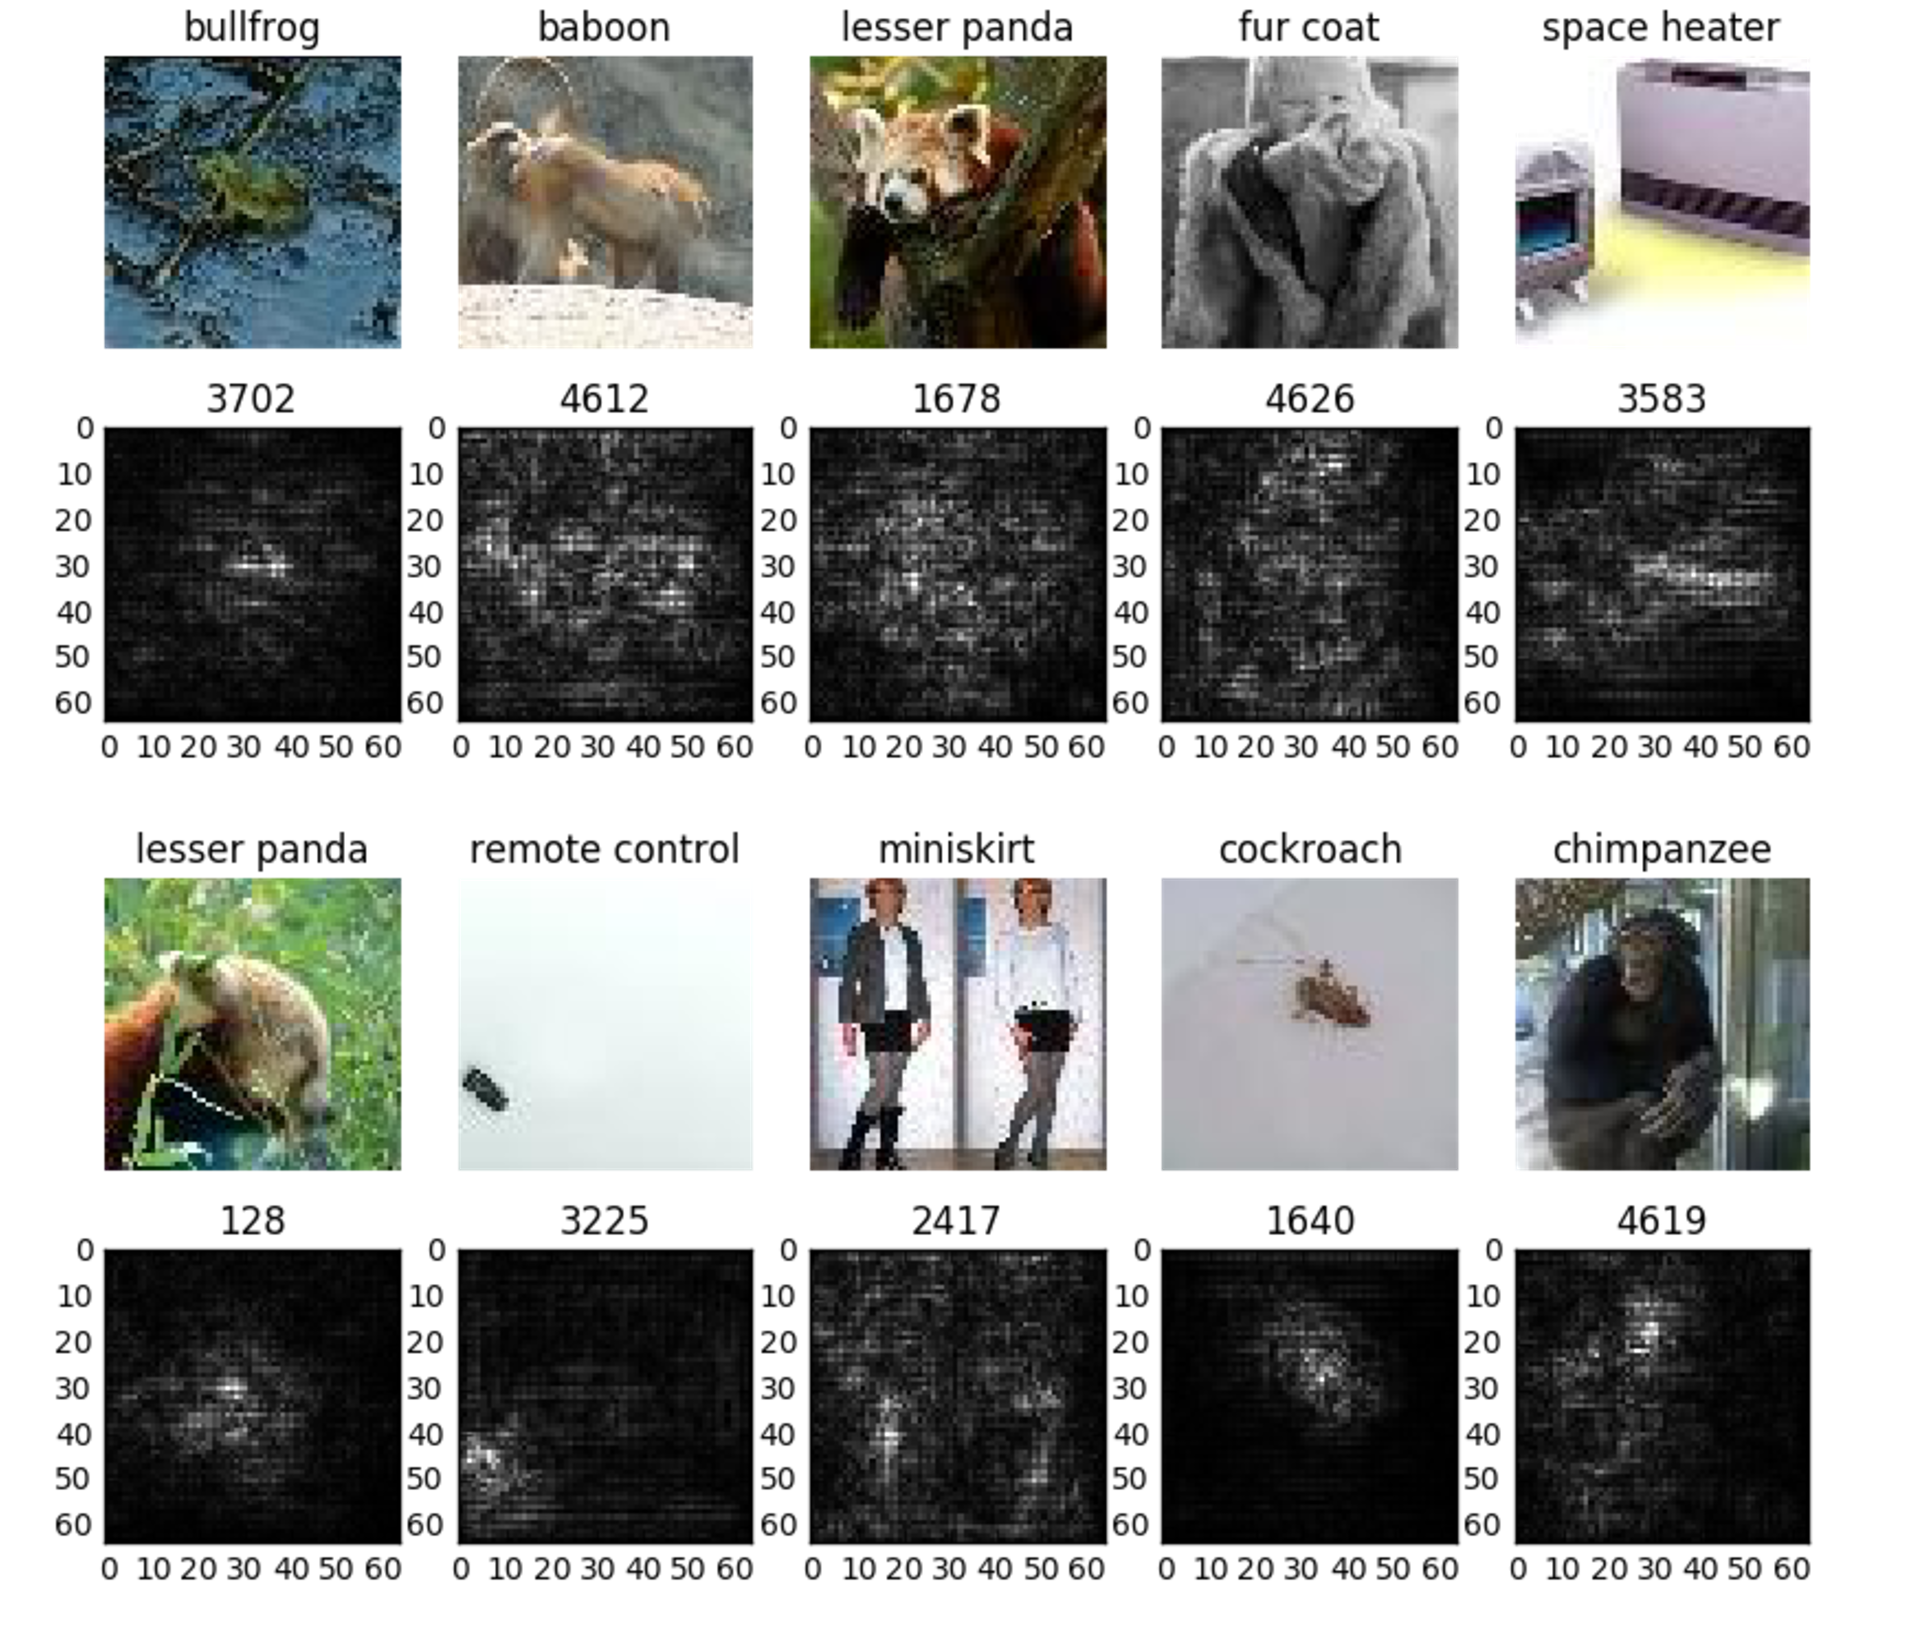 bullfrog baboon lesser panda fur coat space heater
3702 4612 1678 4626 3583
0 0 0 0 0
10 10 10 10 10
20 20 20 20 20
30 30 30 30 30
40 40 40 40 40
50 50 50 50 50
60 60 60 60 60
0 10 20 30 40 50 60 0 10 20 30 40 50 60 0 10 20 30 40 50 60 0 10 20 30 40 50 60 0 10 20 30 40 50 60
lesser panda remote control miniskirt cockroach chimpanzee
128 3225 2417 1640 4619
0 0 0 0 0
10 10 10 10 10
20 20 20 20 20
30 30 30 30 30
40 40 40 40 40
50 50 50 50 50
60 60 60 60 60
0 10 20 30 40 50 60 0 10 20 30 40 50 60 0 10 20 30 40 50 60 0 10 20 30 40 50 60 0 10 20 30 40 50 60